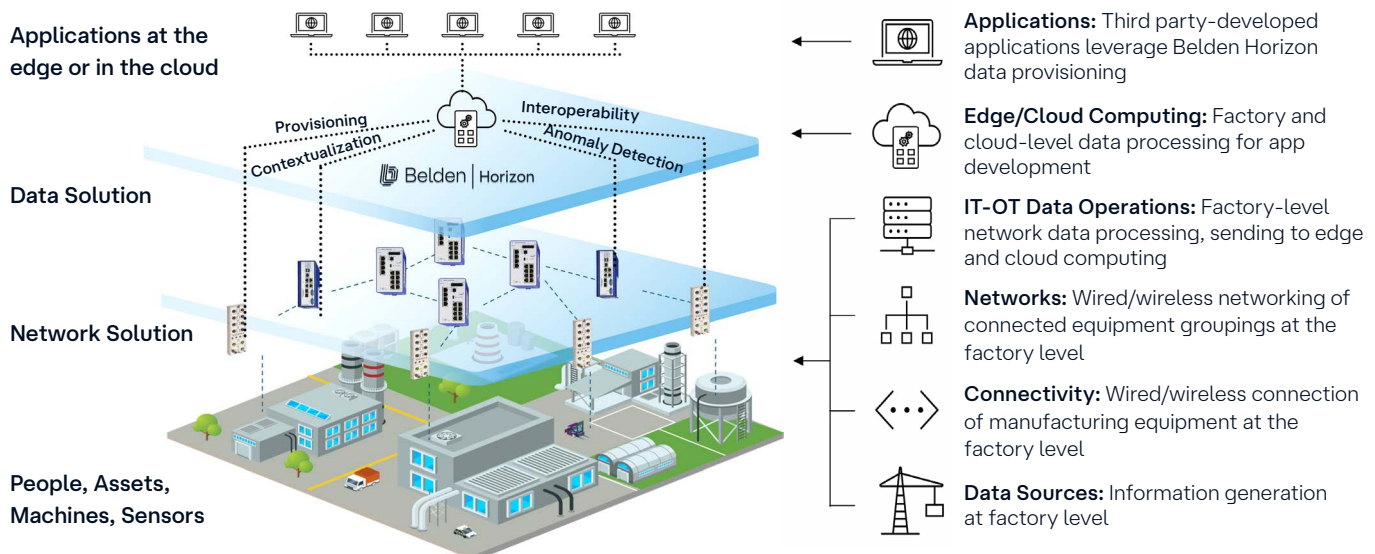 Applications at the
edge or in the cloud
Data Solution
Network Solution
People, Assets,
Machines, Sensors
Provisioning
Contextualization
Interoperability
Anomaly Detection
Belden | Horizon
Applications: Third party-developed
applications leverage Belden Horizon
data provisioning
Edge/Cloud Computing: Factory and
cloud-level data processing for app
development
IT-OT Data Operations: Factory-level
network data processing, sending to edge
and cloud computing
Networks: Wired/wireless networking of
connected equipment groupings at the
factory level
Connectivity: Wired/wireless connection
of manufacturing equipment at the
factory level
Data Sources: Information generation
at factory level